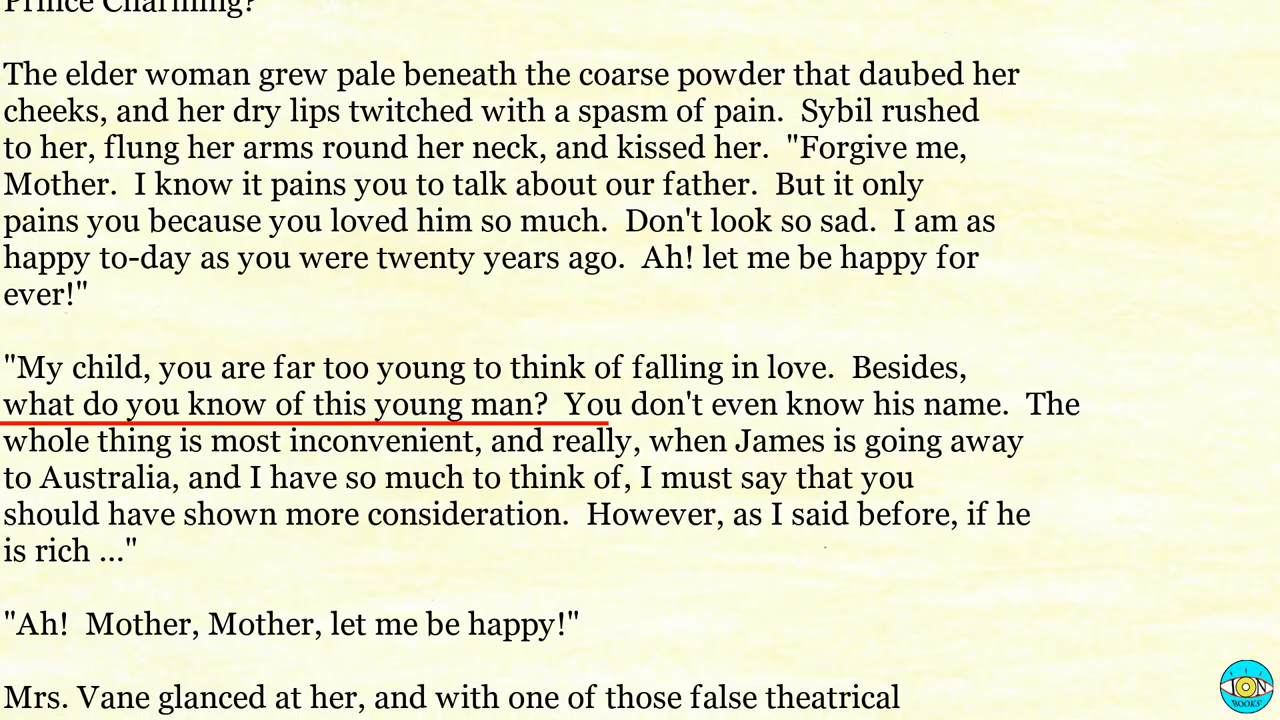 Prince Charming?
The elder woman grew pale beneath the coarse powder that daubed her
cheeks, and her dry lips twitched with a spasm of pain.  Sybil rushed
to her, flung her arms round her neck, and kissed her.  "Forgive me,
Mother.  I know it pains you to talk about our father.  But it only
pains you because you loved him so much.  Don't look so sad.  I am as
happy to-day as you were twenty years ago.  Ah! let me be happy for
ever!"
"My child, you are far too young to think of falling in love.  Besides,
what do you know of this young man?  You don't even know his name.  The
whole thing is most inconvenient, and really, when James is going away
to Australia, and I have so much to think of, I must say that you
should have shown more consideration.  However, as I said before, if he
is rich ..."
"Ah!  Mother, Mother, let me be happy!"
Mrs. Vane glanced at her, and with one of those false theatrical
ION
BOOKS